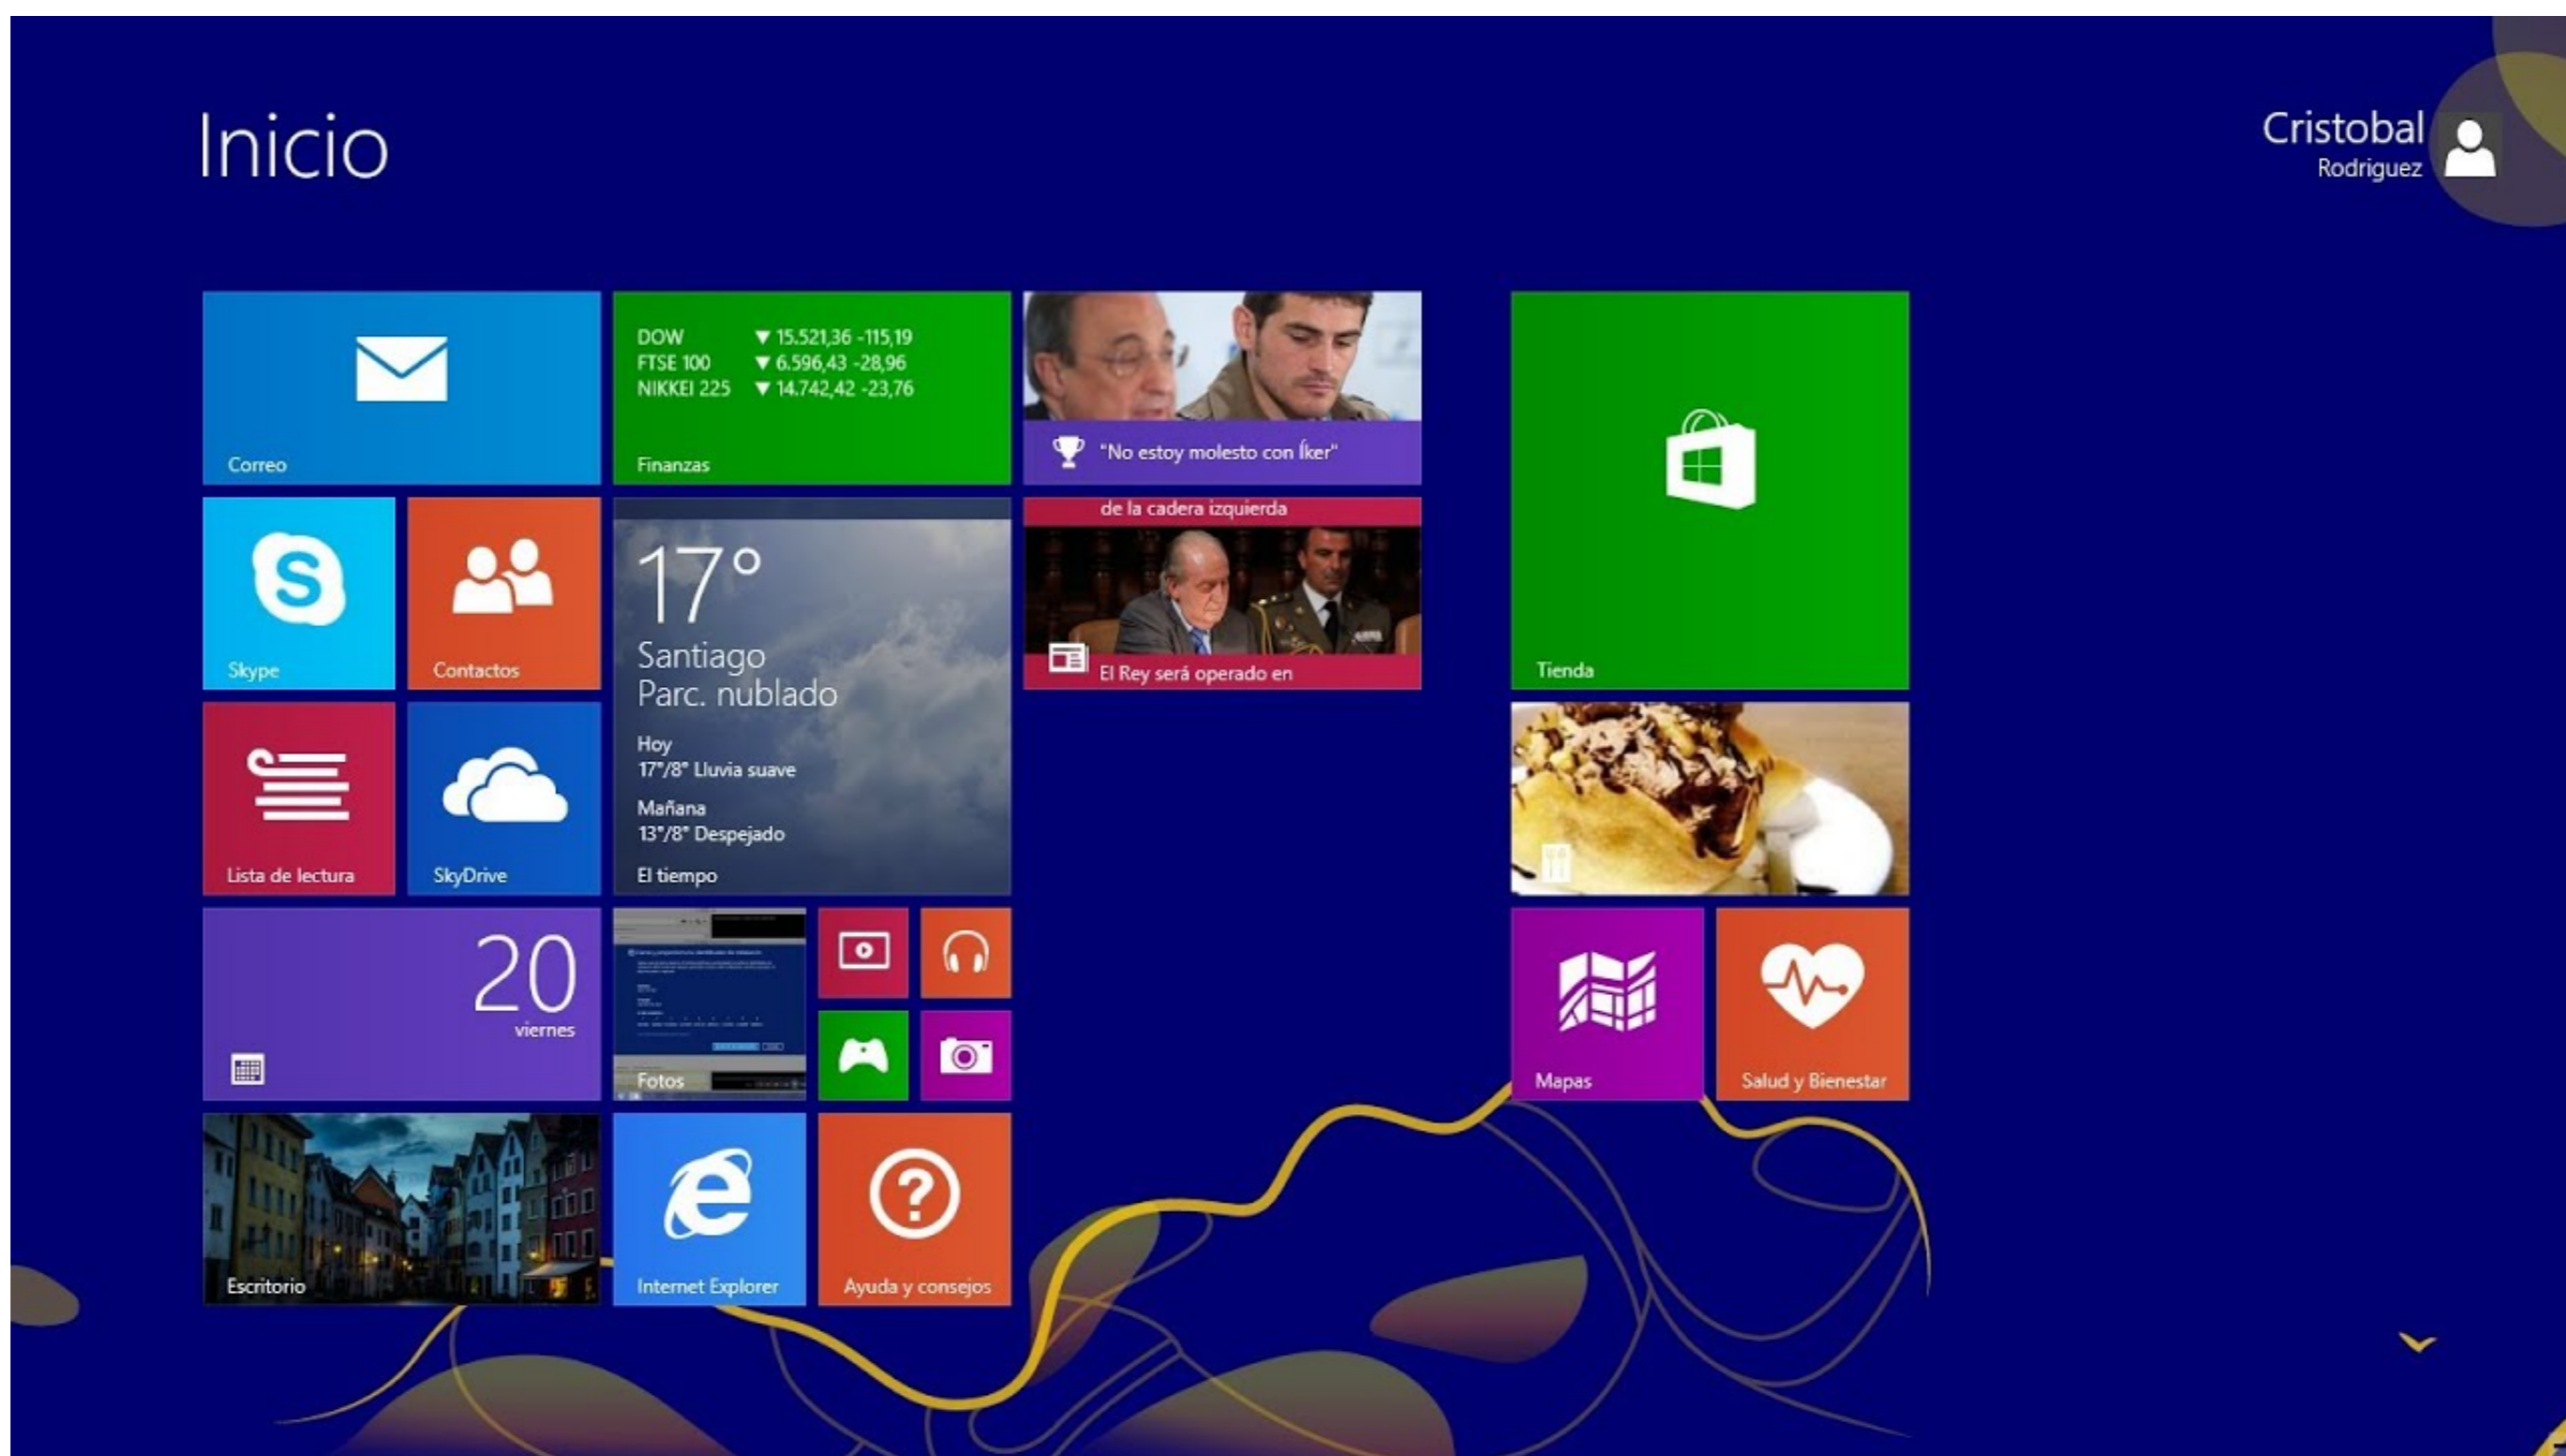 Inicio
Cristobal
Rodriguez
Correo
DOW ▼ 15.521,36 -115,19
FTSE 100 ▼ 6.596,43 -28,96
NIKKEI 225 ▼ 14.742,42 -23,76
Finanzas
"No estoy molesto con Íker"
Skype
Contactos
17°
Santiago
Parc. nublado
Hoy
17°/8° Lluvia suave
Mañana
13°/8° Despejado
El tiempo
de la cadera izquierda
El Rey será operado en
Tienda
Lista de lectura
SkyDrive
20
viernes
Fotos
Mapas
Salud y Bienestar
Escritorio
Internet Explorer
Ayuda y consejos